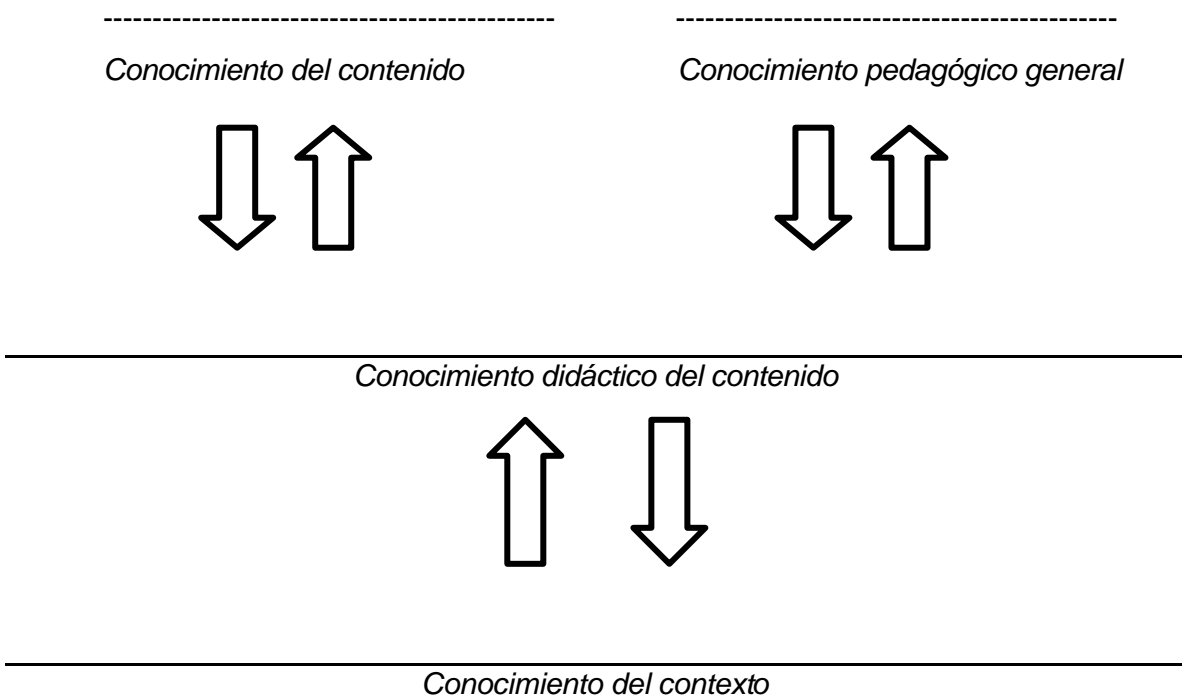 Conocimiento del contenido
Conocimiento pedagógico general
Conocimiento didáctico del contenido
Conocimiento del contexto